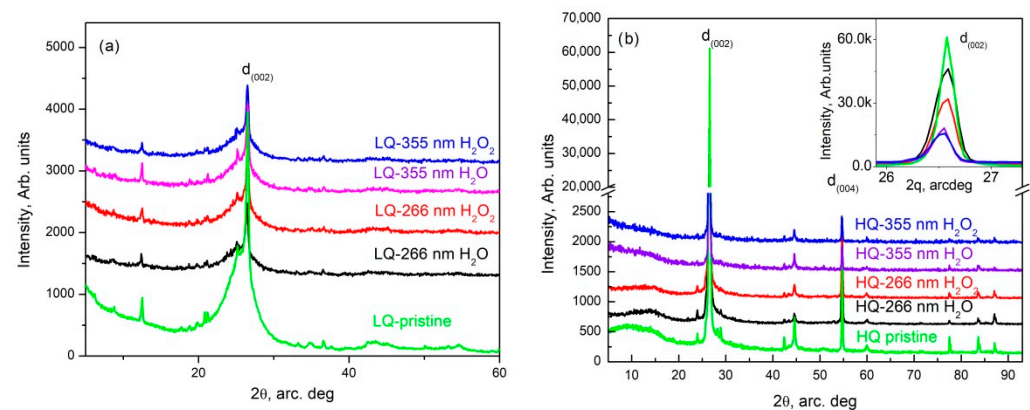 (a)
d(002)
5000
4000
3000
2000
1000
0
Intensity, Arb. units
LQ-355 nm H2O2
LQ-355 nm H2O
LQ-266 nm H2O2
LQ-266 nm H2O
LQ-pristine
20
40
60
2θ, arc. deg
(b)
d(002)
70,000
60,000
50,000
40,000
30,000
20,000
2500
2000
1500
1000
500
0
Intensity, Arb. units
60.0k
30.0k
0.0
Intensity, Arb.units
d(002)
26
27
2q, arcdeg
d(004)
HQ-355 nm H2O2
HQ-355 nm H2O
HQ-266 nm H2O2
HQ-266 nm H2O
HQ pristine
10
20
30
40
50
60
70
80
90
2θ, arc. deg